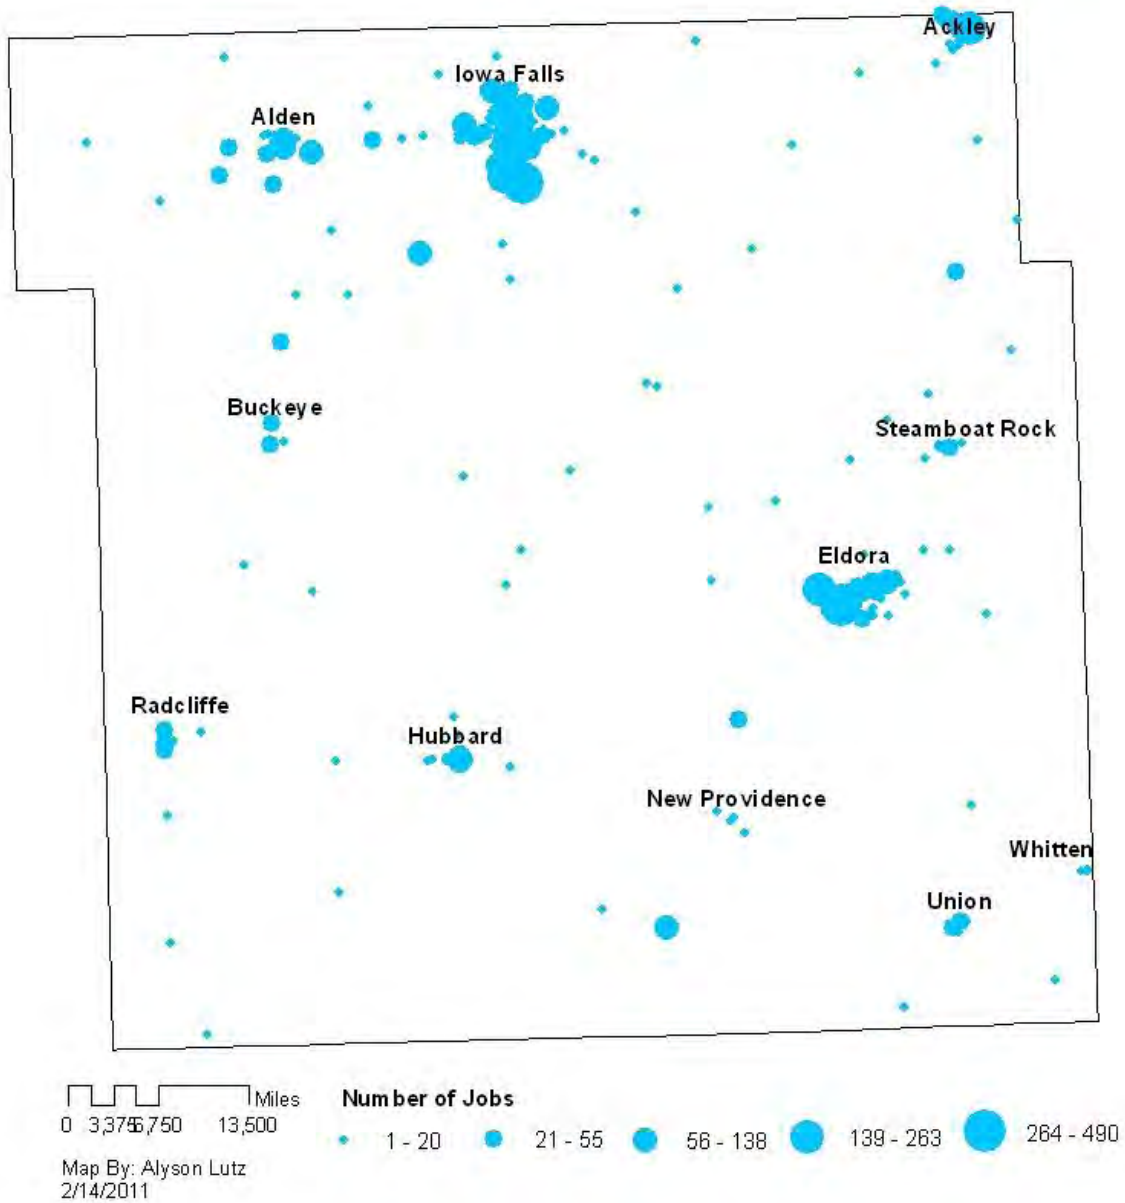 Ackley
Iowa Falls
Alden
Buckeye
Steamboat Rock
Eldora
Radcliffe
Hubbard
New Providence
Whitten
Union
Miles
0 3,375 6,750 13,500
Number of Jobs
1 - 20 21 - 55 56 - 138 139 - 263 264 - 490
Map By: Alyson Lutz
2/14/2011